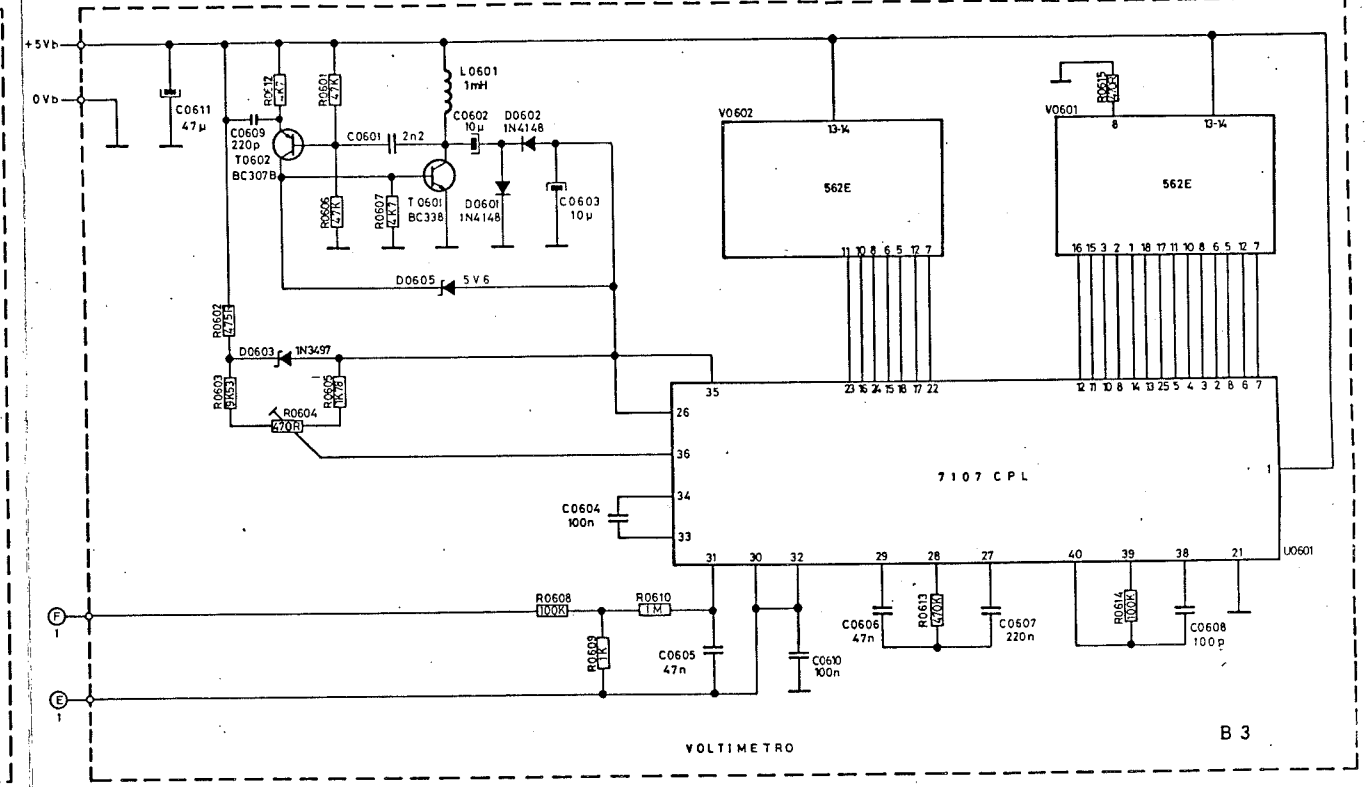 +5Vb
0Vb
C0611
47µ
R0612
4K7
R0601
47K
L0601
1mH
C0609
220p
T0602
BC307B
C0601
2n2
C0602
10µ
D0602
1N4148
R0606
47K
R0607
4K7
T0601
BC338
D0601
1N4148
C0603
10µ
D0605
5V6
V0602
13-14
562E
11 10 8 6 5 12 7
R0615
470R
V0601
8
13-14
562E
16 15 3 2 1 18 17 11 10 8 6 5 12 7
R0602
475R
D0603
1N3497
R0603
9K53
R0605
1K78
R0604
470R
35
23 16 24 15 18 17 22
12 11 10 8 14 13 25 5 4 3 2 8 6 7
26
36
34
33
7107 CPL
1
C0604
100n
31 30 32 29 28 27 40 39 38 21
U0601
F
1
R0608
100K
R0610
1M
R0609
1K
C0605
47n
C0610
100n
C0606
47n
R0613
470K
C0607
220n
R0614
100K
C0608
100p
E
1
VOLTIMETRO
B 3